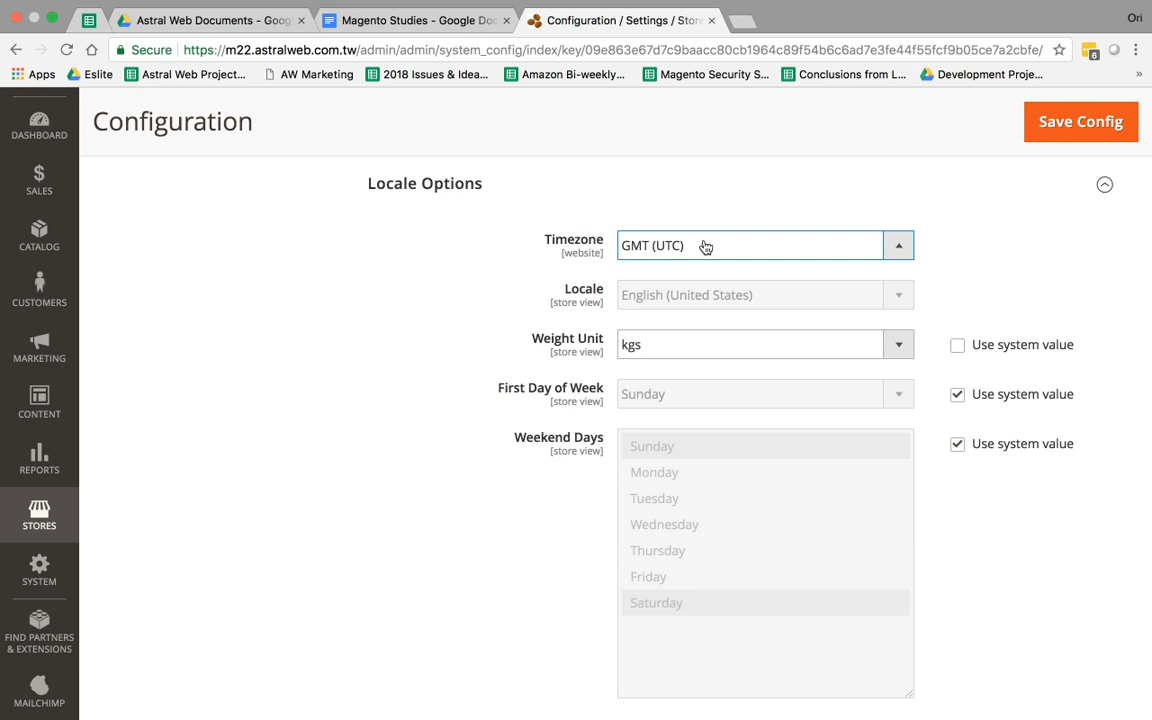 Astral Web Documents - Goog
Magento Studies - Google Doc
Configuration / Settings / Stor
Ori
Secure
https://m22.astralweb.com.tw/admin/admin/system_config/index/key/09e863e67d7c9baacc80cb1964c89f54b6c6ad7e3fe44f55fcf9b05ce7a2cbfe/
6
Apps
Eslite
Astral Web Project...
AW Marketing
2018 Issues & Idea...
Amazon Bi-weekly...
Magento Security S...
Conclusions from L...
Development Proje...
»
DASHBOARD
SALES
CATALOG
CUSTOMERS
MARKETING
CONTENT
REPORTS
STORES
SYSTEM
FIND PARTNERS
& EXTENSIONS
MAILCHIMP
Configuration
Save Config
Locale Options
Timezone
[website]
GMT (UTC)
Locale
[store view]
English (United States)
Weight Unit
[store view]
kgs
Use system value
First Day of Week
[store view]
Sunday
Use system value
Weekend Days
[store view]
Sunday
Monday
Tuesday
Wednesday
Thursday
Friday
Saturday
Use system value